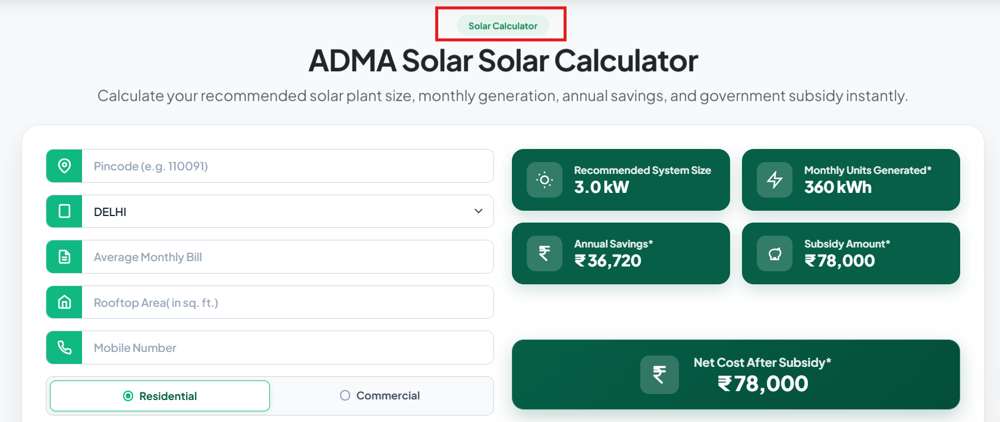 Solar Calculator
ADMA Solar Solar Calculator
Calculate your recommended solar plant size, monthly generation, annual savings, and government subsidy instantly.
Pincode (e.g. 110091)
DELHI
Average Monthly Bill
Rooftop Area( in sq. ft.)
Mobile Number
Residential
Commercial
Recommended System Size
3.0 kW
Monthly Units Generated*
360 kWh
Annual Savings*
₹ 36,720
Subsidy Amount*
₹ 78,000
Net Cost After Subsidy*
₹ 78,000